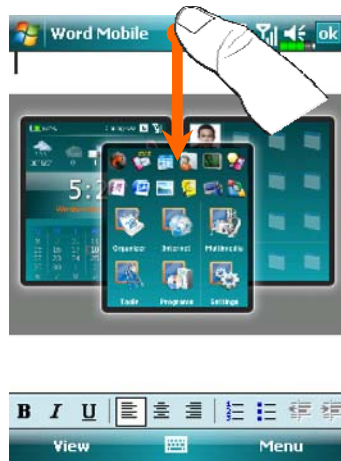 Word Mobile ok
5:2
Organizer Internet Multimedia
Tools Programs Settings
B I U
View Menu